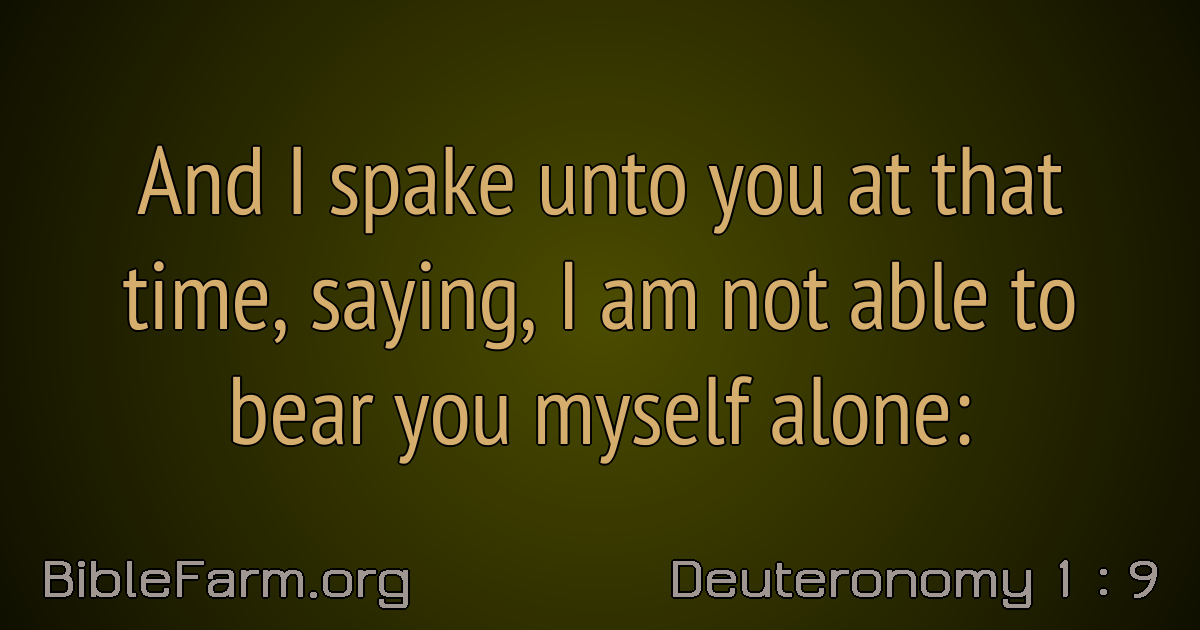 And I spake unto you at that
time, saying, I am not able to
bear you myself alone:
BibleFarm.org
Deuteronomy 1 : 9